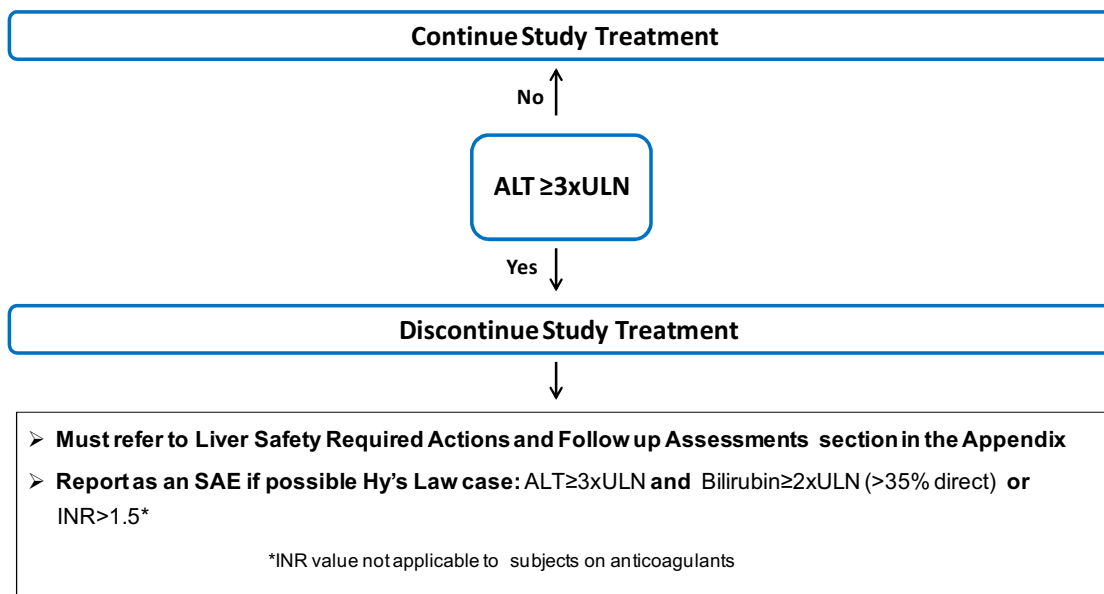 Continue Study Treatment
No
ALT ≥3xULN
Yes
Discontinue Study Treatment
➢ Must refer to Liver Safety Required Actions and Follow up Assessments section in the Appendix
➢ Report as an SAE if possible Hy's Law case: ALT≥3xULN and Bilirubin≥2xULN (>35% direct) or
INR>1.5*
*INR value not applicable to subjects on anticoagulants